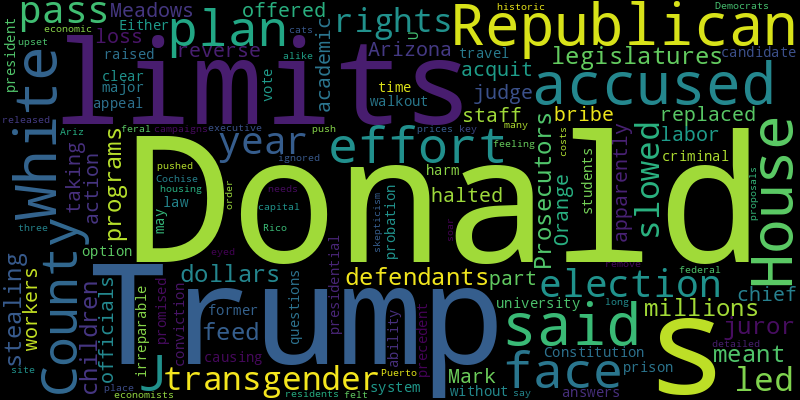 Donald
Trump
limits
s
Republican
House
White
County
plan
pass
accused
said
face
effort
election
rights
year
J
led
slowed
transgender
programs
children
stealing
legislatures
offered
Meadows
loss
reverse
Arizona
academic
U
acquit
judge
staff
bribe
replaced
labor
criminal
defendants
halted
harm
Prosecutors
Orange
apparently
students
millions
juror
meant
chief
part
university
Mark
dollars
feed
workers
officials
taking
action
president
historic
Democrats
economic
upset
Either
raised
clear
major
appeal
cats
alike
vote
time
walkout
travel
candidate
released
Ariz
feral
campaigns
executive
push
prices
key
many
feeling
costs
ignored
pushed
Cochise
housing
law
may
order
needs
capital
Rico
three
option
eyed
skepticism
probation
soar
proposals
remove
federal
irreparable
promised
conviction
former
questions
presidential
causing
ability
precedent
Puerto
system
without
say
Constitution
prison
long
detailed
answers
site
place
economists
residents
felt